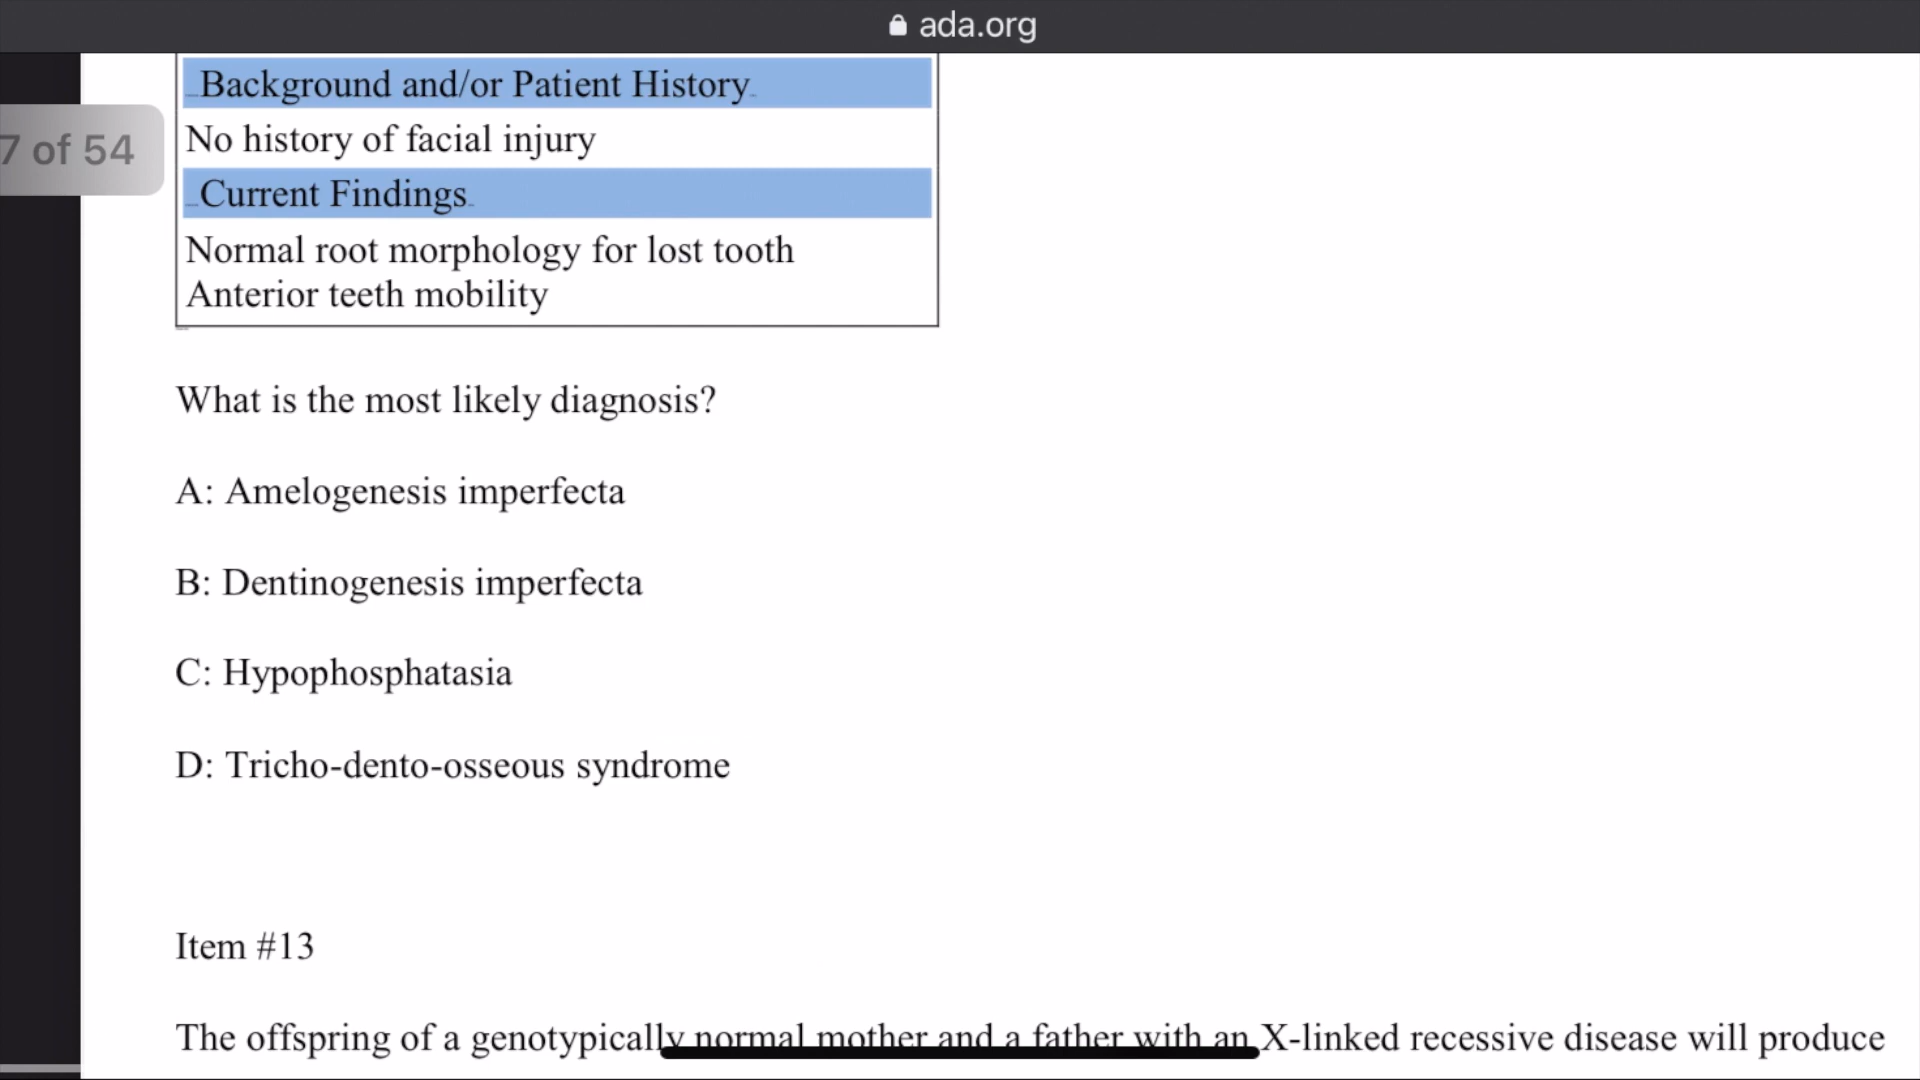 ada.org
Background and/or Patient History
7 of 54
No history of facial injury
Current Findings
Normal root morphology for lost tooth
Anterior teeth mobility
What is the most likely diagnosis?
A: Amelogenesis imperfecta
B: Dentinogenesis imperfecta
C: Hypophosphatasia
D: Tricho-dento-osseous syndrome
Item #13
The offspring of a genotypically normal mother and a father with an X-linked recessive disease will produce